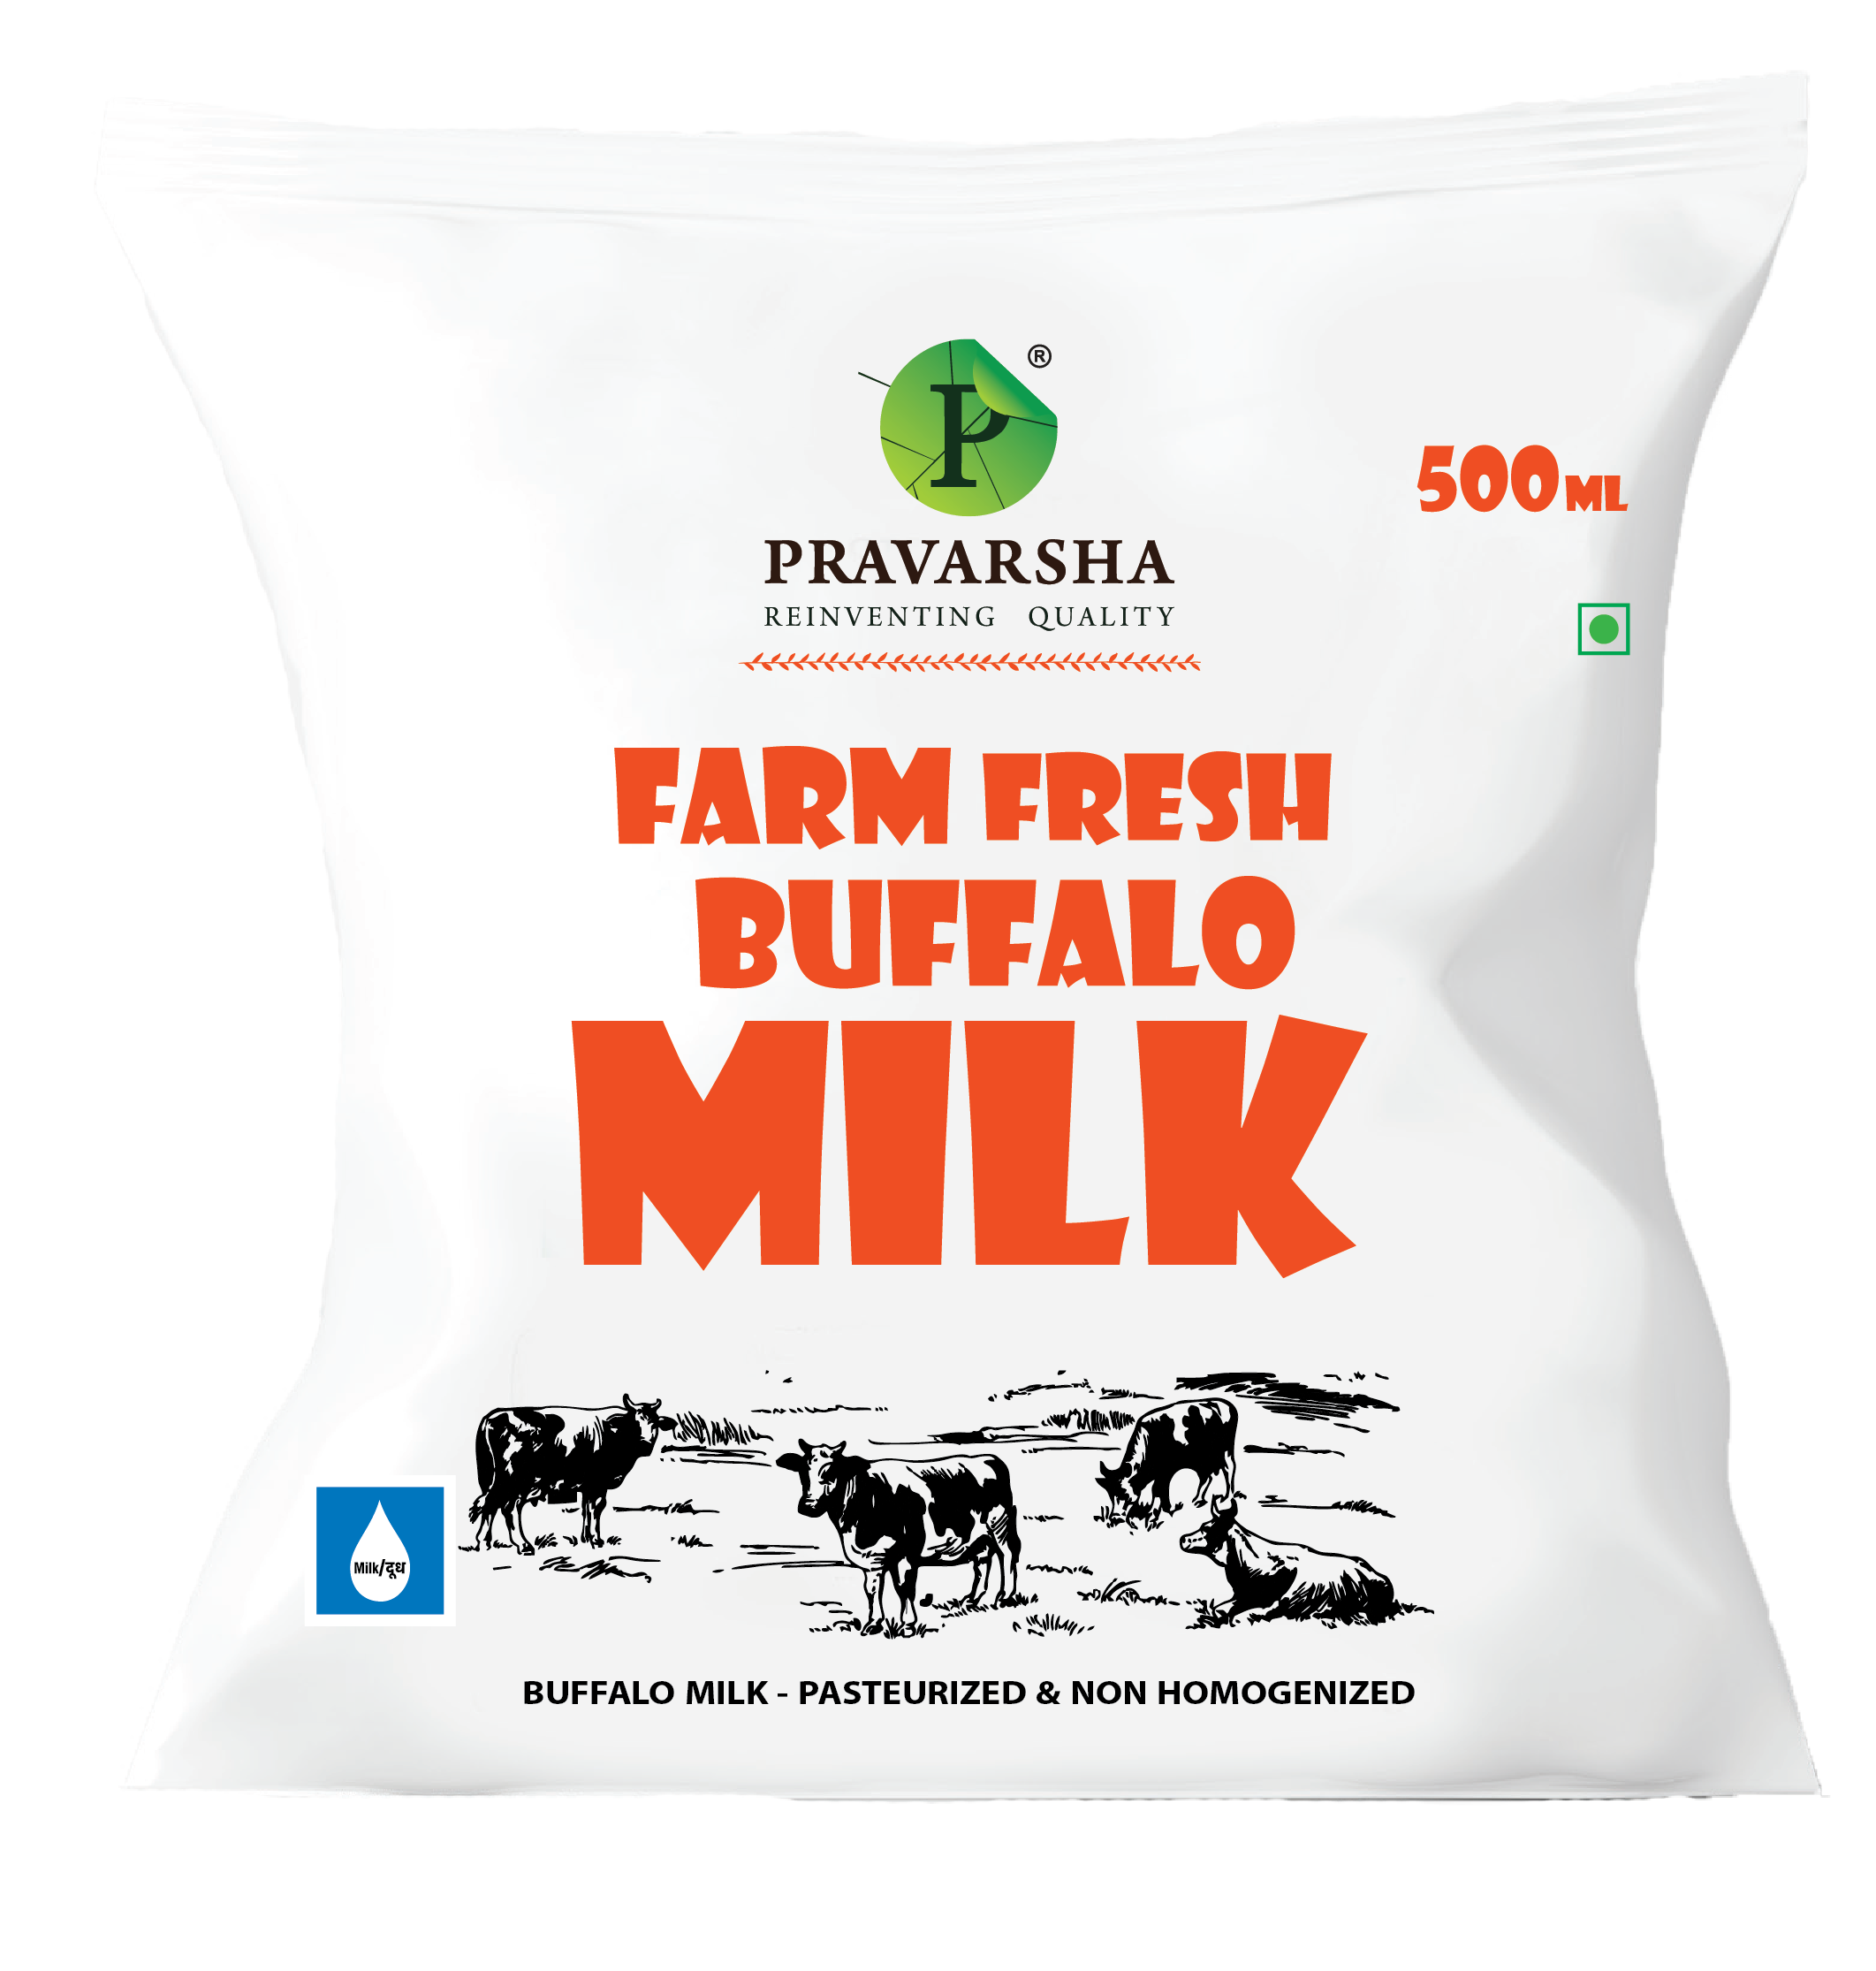 P ®
PRAVARSHA
REINVENTING QUALITY
500ML
FARM FRESH
BUFFALO
MILK
Milk/दूध
BUFFALO MILK - PASTEURIZED & NON HOMOGENIZED